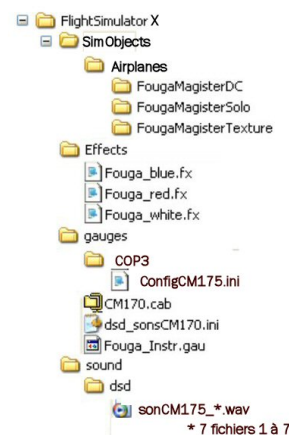 FlightSimulator X
SimObjects
Airplanes
FougaMagisterDC
FougaMagisterSolo
FougaMagisterTexture
Effects
Fouga_blue.fx
Fouga_red.fx
Fouga_white.fx
gauges
COP3
ConfigCM175.ini
CM170.cab
dsd_sonsCM170.ini
Fouga_Instr.gau
sound
dsd
sonCM175_*.wav
* 7 fichiers 1 à 7